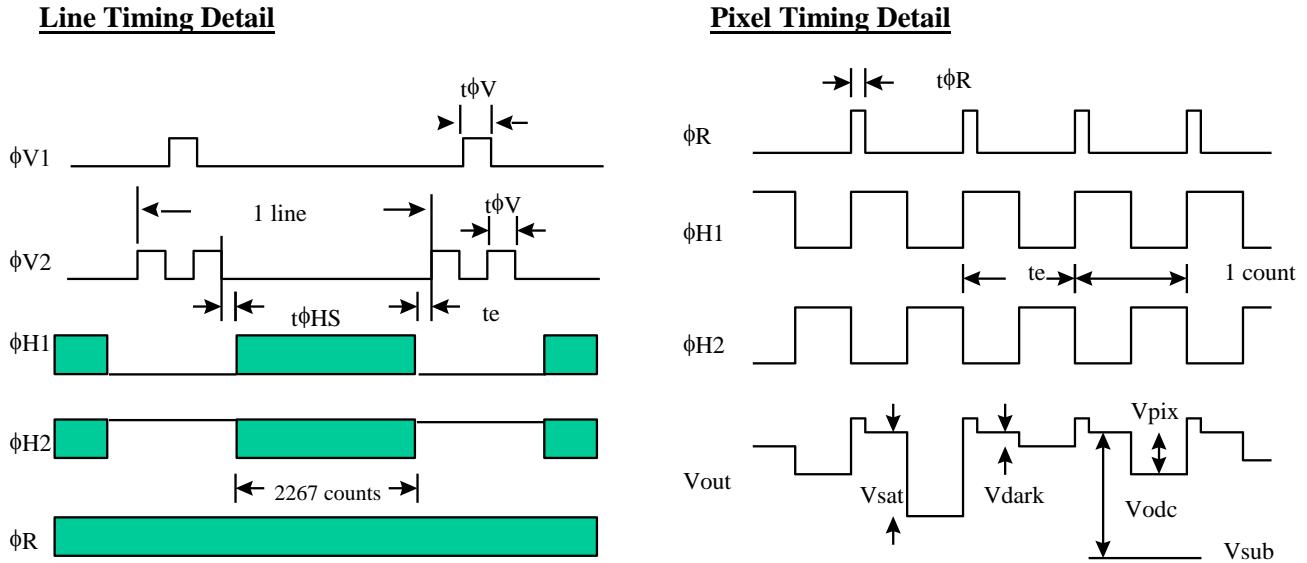 Line Timing Detail
tϕV
ϕV1
1 line
tϕV
ϕV2
tϕHS
te
ϕH1
ϕH2
2267 counts
ϕR
Pixel Timing Detail
tϕR
ϕR
ϕH1
te
1 count
ϕH2
Vpix
Vout
Vsat
Vdark
Vodc
Vsub